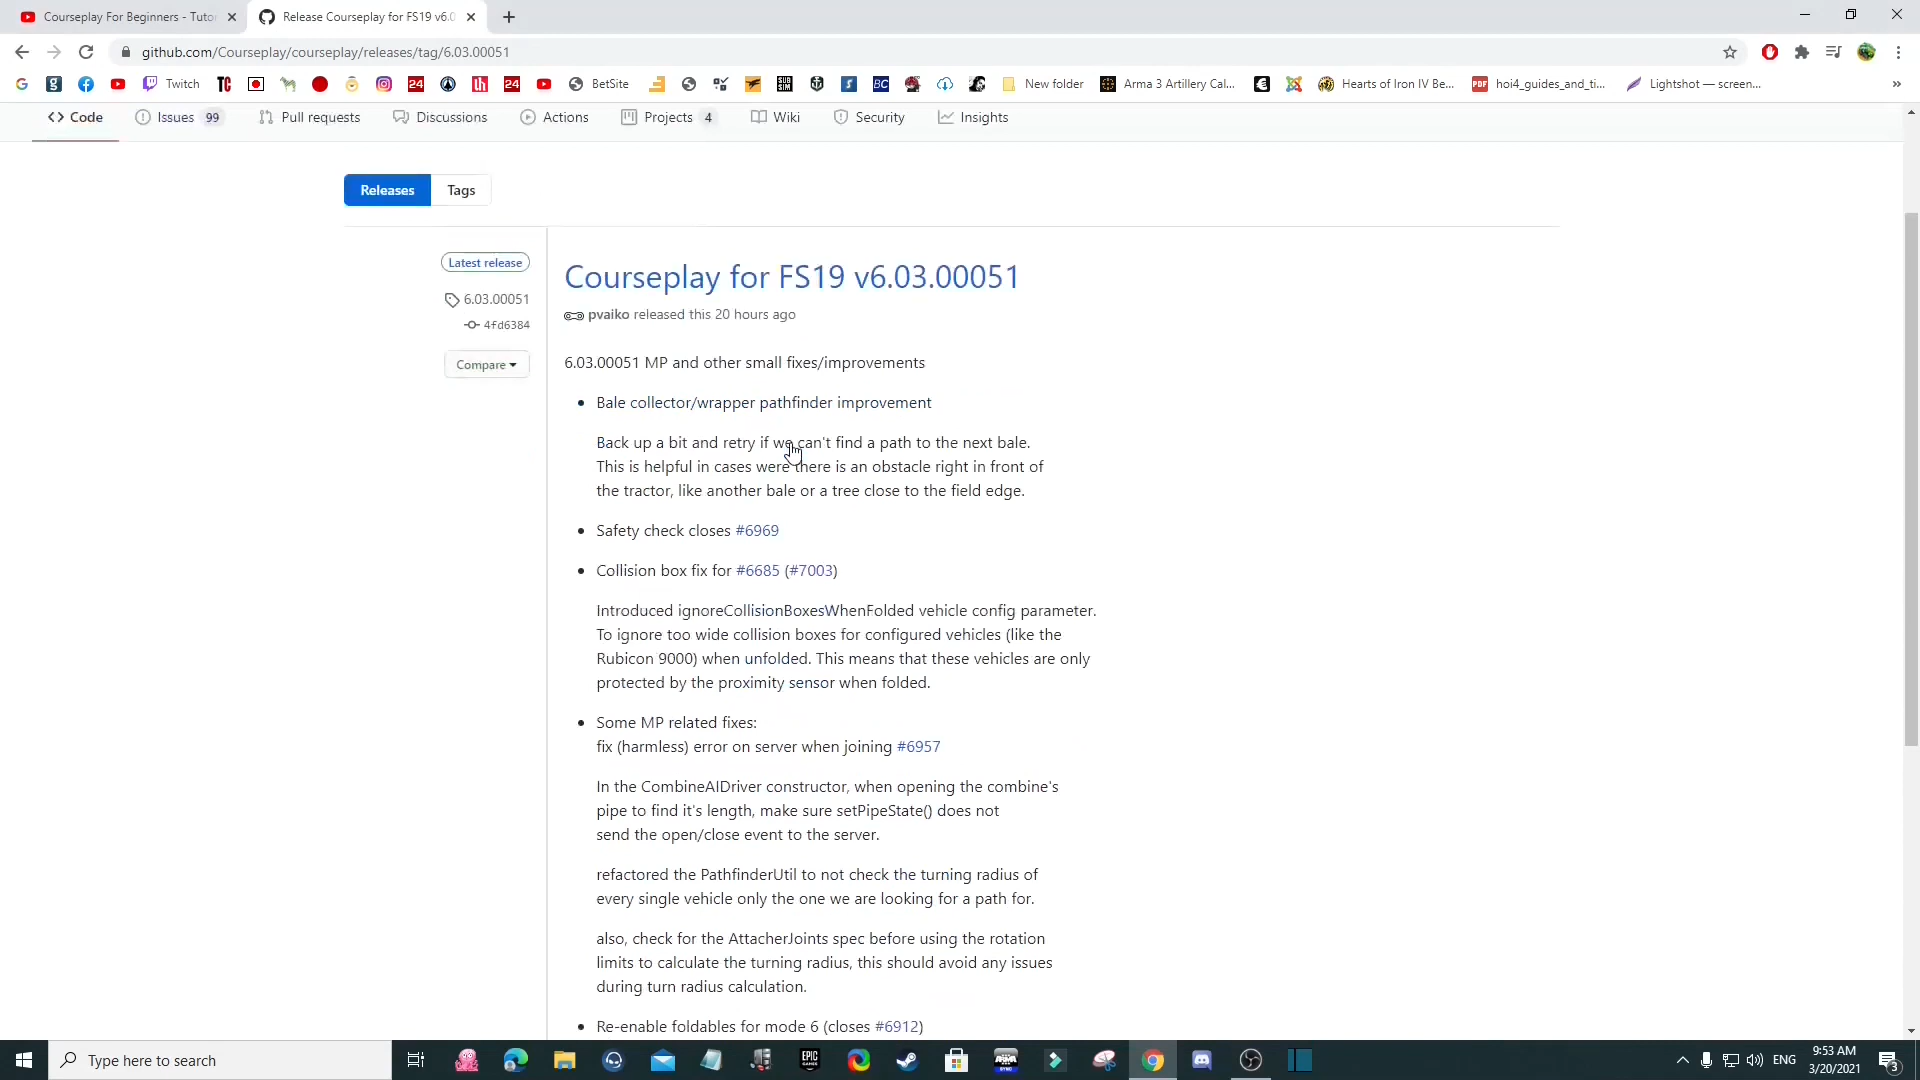 Courseplay For Beginners - Tutor
Release Courseplay for FS19 v6.0
github.com/Courseplay/courseplay/releases/tag/6.03.00051
Twitch
BetSite
New folder
Arma 3 Artillery Cal...
Hearts of Iron IV Be...
hoi4_guides_and_ti...
Lightshot — screen...
Code
Issues 99
Pull requests
Discussions
Actions
Projects 4
Wiki
Security
Insights
Releases
Tags
Latest release
6.03.00051
4fd6384
Compare
Courseplay for FS19 v6.03.00051
pvaiko released this 20 hours ago
6.03.00051 MP and other small fixes/improvements
Bale collector/wrapper pathfinder improvement
Back up a bit and retry if we can't find a path to the next bale.
This is helpful in cases were there is an obstacle right in front of
the tractor, like another bale or a tree close to the field edge.
Safety check closes #6969
Collision box fix for #6685 (#7003)
Introduced ignoreCollisionBoxesWhenFolded vehicle config parameter.
To ignore too wide collision boxes for configured vehicles (like the
Rubicon 9000) when unfolded. This means that these vehicles are only
protected by the proximity sensor when folded.
Some MP related fixes:
fix (harmless) error on server when joining #6957
In the CombineAIDriver constructor, when opening the combine's
pipe to find it's length, make sure setPipeState() does not
send the open/close event to the server.
refactored the PathfinderUtil to not check the turning radius of
every single vehicle only the one we are looking for a path for.
also, check for the AttacherJoints spec before using the rotation
limits to calculate the turning radius, this should avoid any issues
during turn radius calculation.
Re-enable foldables for mode 6 (closes #6912)
Type here to search
ENG
9:53 AM
3/20/2021
3